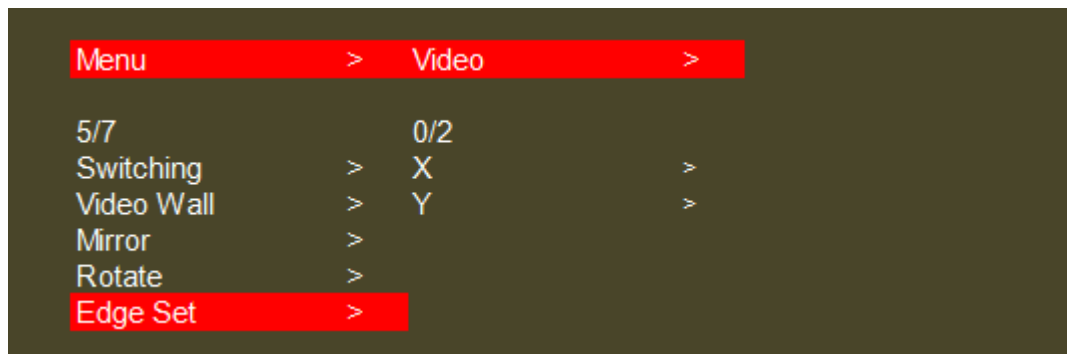 Menu > Video >
5/7 0/2
Switching > X >
Video Wall > Y >
Mirror >
Rotate >
Edge Set >